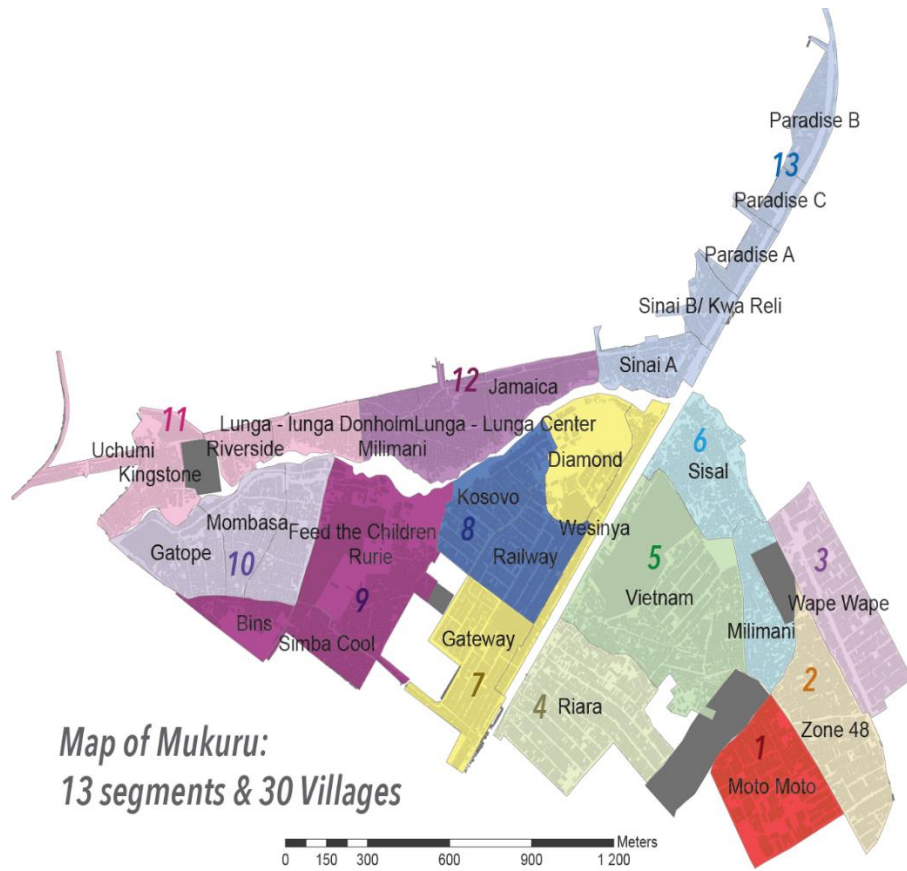 Paradise B
13
Paradise C
Paradise A
Sinai B/ Kwa Reli
Sinai A
12
Jamaica
11
Lunga - lunga Donholm
Lunga - Lunga Center
Uchumi
Riverside
Milimani
Kingstone
Diamond
6
Sisal
Kosovo
Mombasa
Feed the Children
Wesinya
8
Rurie
Railway
Gatope
10
5
3
9
Vietnam
Wape Wape
Bins
Simba Cool
Gateway
Milimani
7
4
Riara
2
Zone 48
1
Moto Moto
Map of Mukuru:
13 segments & 30 Villages
Meters
0 150 300 600 900 1 200